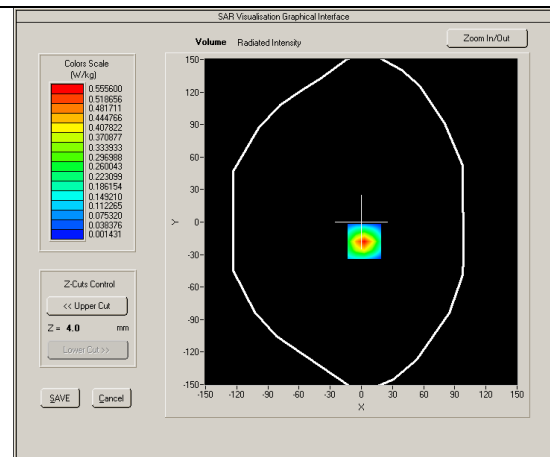 SAR Visualisation Graphical Interface
Volume Radiated Intensity
Zoom In/Out
Colors Scale
(W/kg)
0.555600
0.518656
0.481711
0.444766
0.407822
0.370877
0.333933
0.296988
0.260043
0.223099
0.186154
0.149210
0.112265
0.075320
0.038376
0.001431
Z-Cuts Control
<< Upper Cut
Z = 4.0 mm
Lower Cut >>
SAVE
Cancel
150
120
90
60
30
0
-30
-60
-90
-120
-150
Y
-150 -120 -90 -60 -30 0 30 60 90 120 150
X